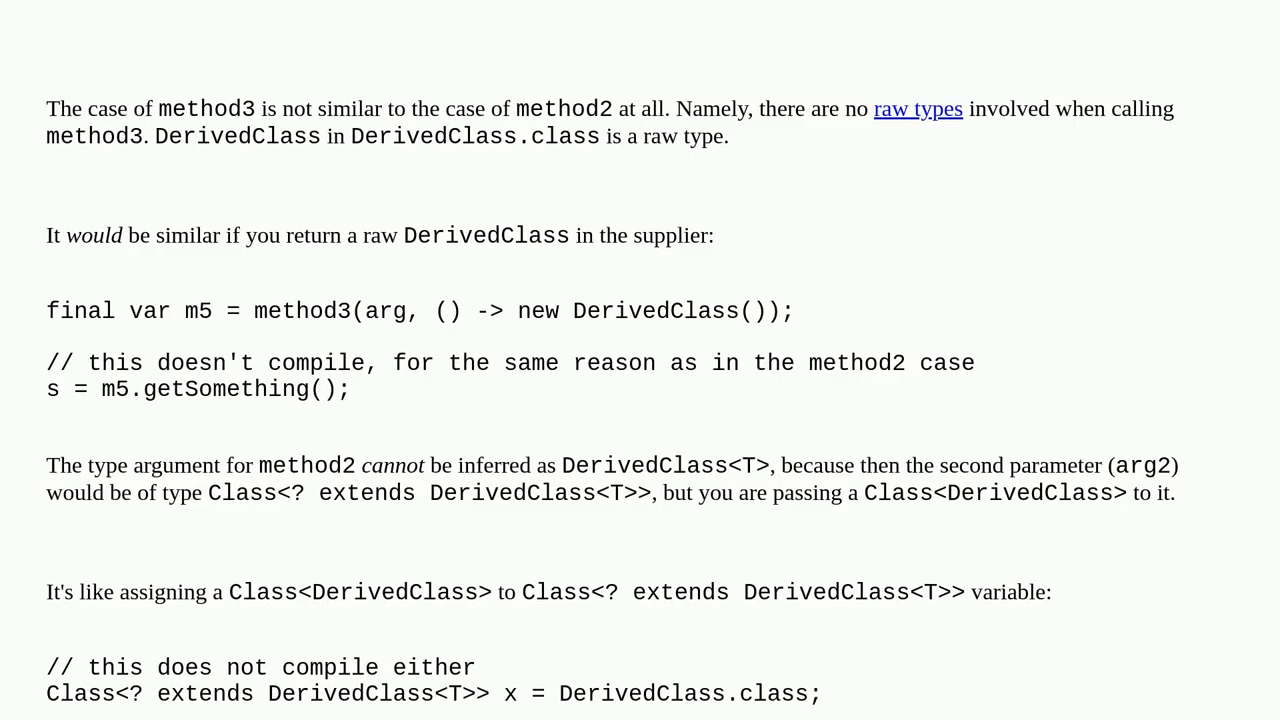 The case of method3 is not similar to the case of method2 at all. Namely, there are no raw types involved when calling
method3. DerivedClass in DerivedClass.class is a raw type.
It would be similar if you return a raw DerivedClass in the supplier:
final var m5 = method3(arg, () -> new DerivedClass());
// this doesn't compile, for the same reason as in the method2 case
s = m5.getSomething();
The type argument for method2 cannot be inferred as DerivedClass<T>, because then the second parameter (arg2)
would be of type Class<? extends DerivedClass<T>>, but you are passing a Class<DerivedClass> to it.
It's like assigning a Class<DerivedClass> to Class<? extends DerivedClass<T>> variable:
// this does not compile either
Class<? extends DerivedClass<T>> x = DerivedClass.class;